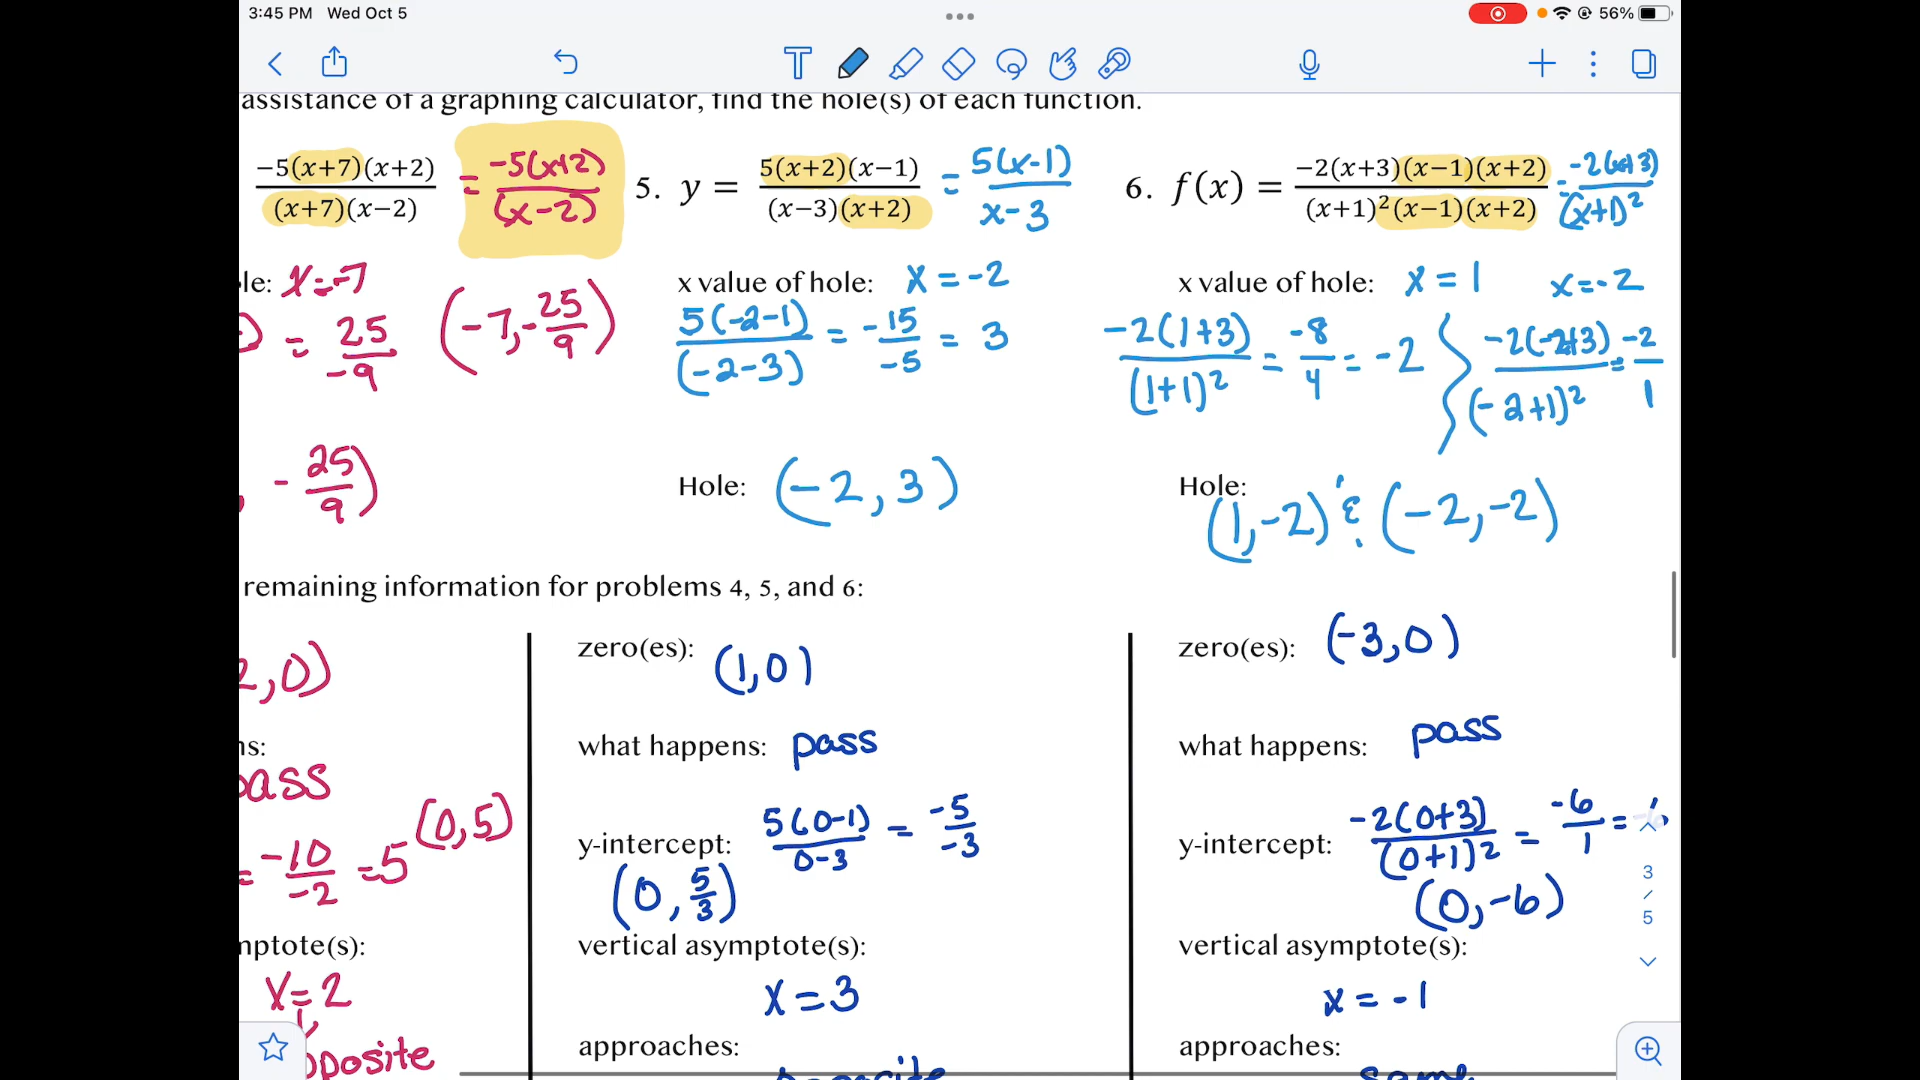 3:45 PM Wed Oct 5
56%
T
assistance of a graphing calculator, find the hole(s) of each function.
−5(x+7)(x+2) / (x+7)(x−2) = −5(x+2) / (x−2)
5. y = 5(x+2)(x−1) / (x−3)(x+2) = 5(x−1) / x−3
6. f(x) = −2(x+3)(x−1)(x+2) / (x+1)²(x−1)(x+2) = −2(x+3) / (x+1)²
le: x=−7
) = 25 / −9
(−7, −25/9)
, −25/9)
x value of hole: x = −2
5(−2−1) / (−2−3) = −15 / −5 = 3
Hole: (−2, 3)
x value of hole: x = 1 x=−2
−2(1+3) / (1+1)² = −8 / 4 = −2
−2(−2+3) / (−2+1)² = −2 / 1
Hole:
(1, −2) & (−2, −2)
remaining information for problems 4, 5, and 6:
2, 0)
ns:
pass
= −10 / −2 = 5 (0, 5)
mptote(s):
x = 2
opposite
zero(es): (1, 0)
what happens: pass
y-intercept: 5(0−1) / 0−3 = −5 / −3
(0, 5/3)
vertical asymptote(s):
x = 3
approaches:
opposite
zero(es): (−3, 0)
what happens: pass
y-intercept: −2(0+3) / (0+1)² = −6 / 1 =
(0, −6)
vertical asymptote(s):
x = −1
approaches:
same
3
/
5